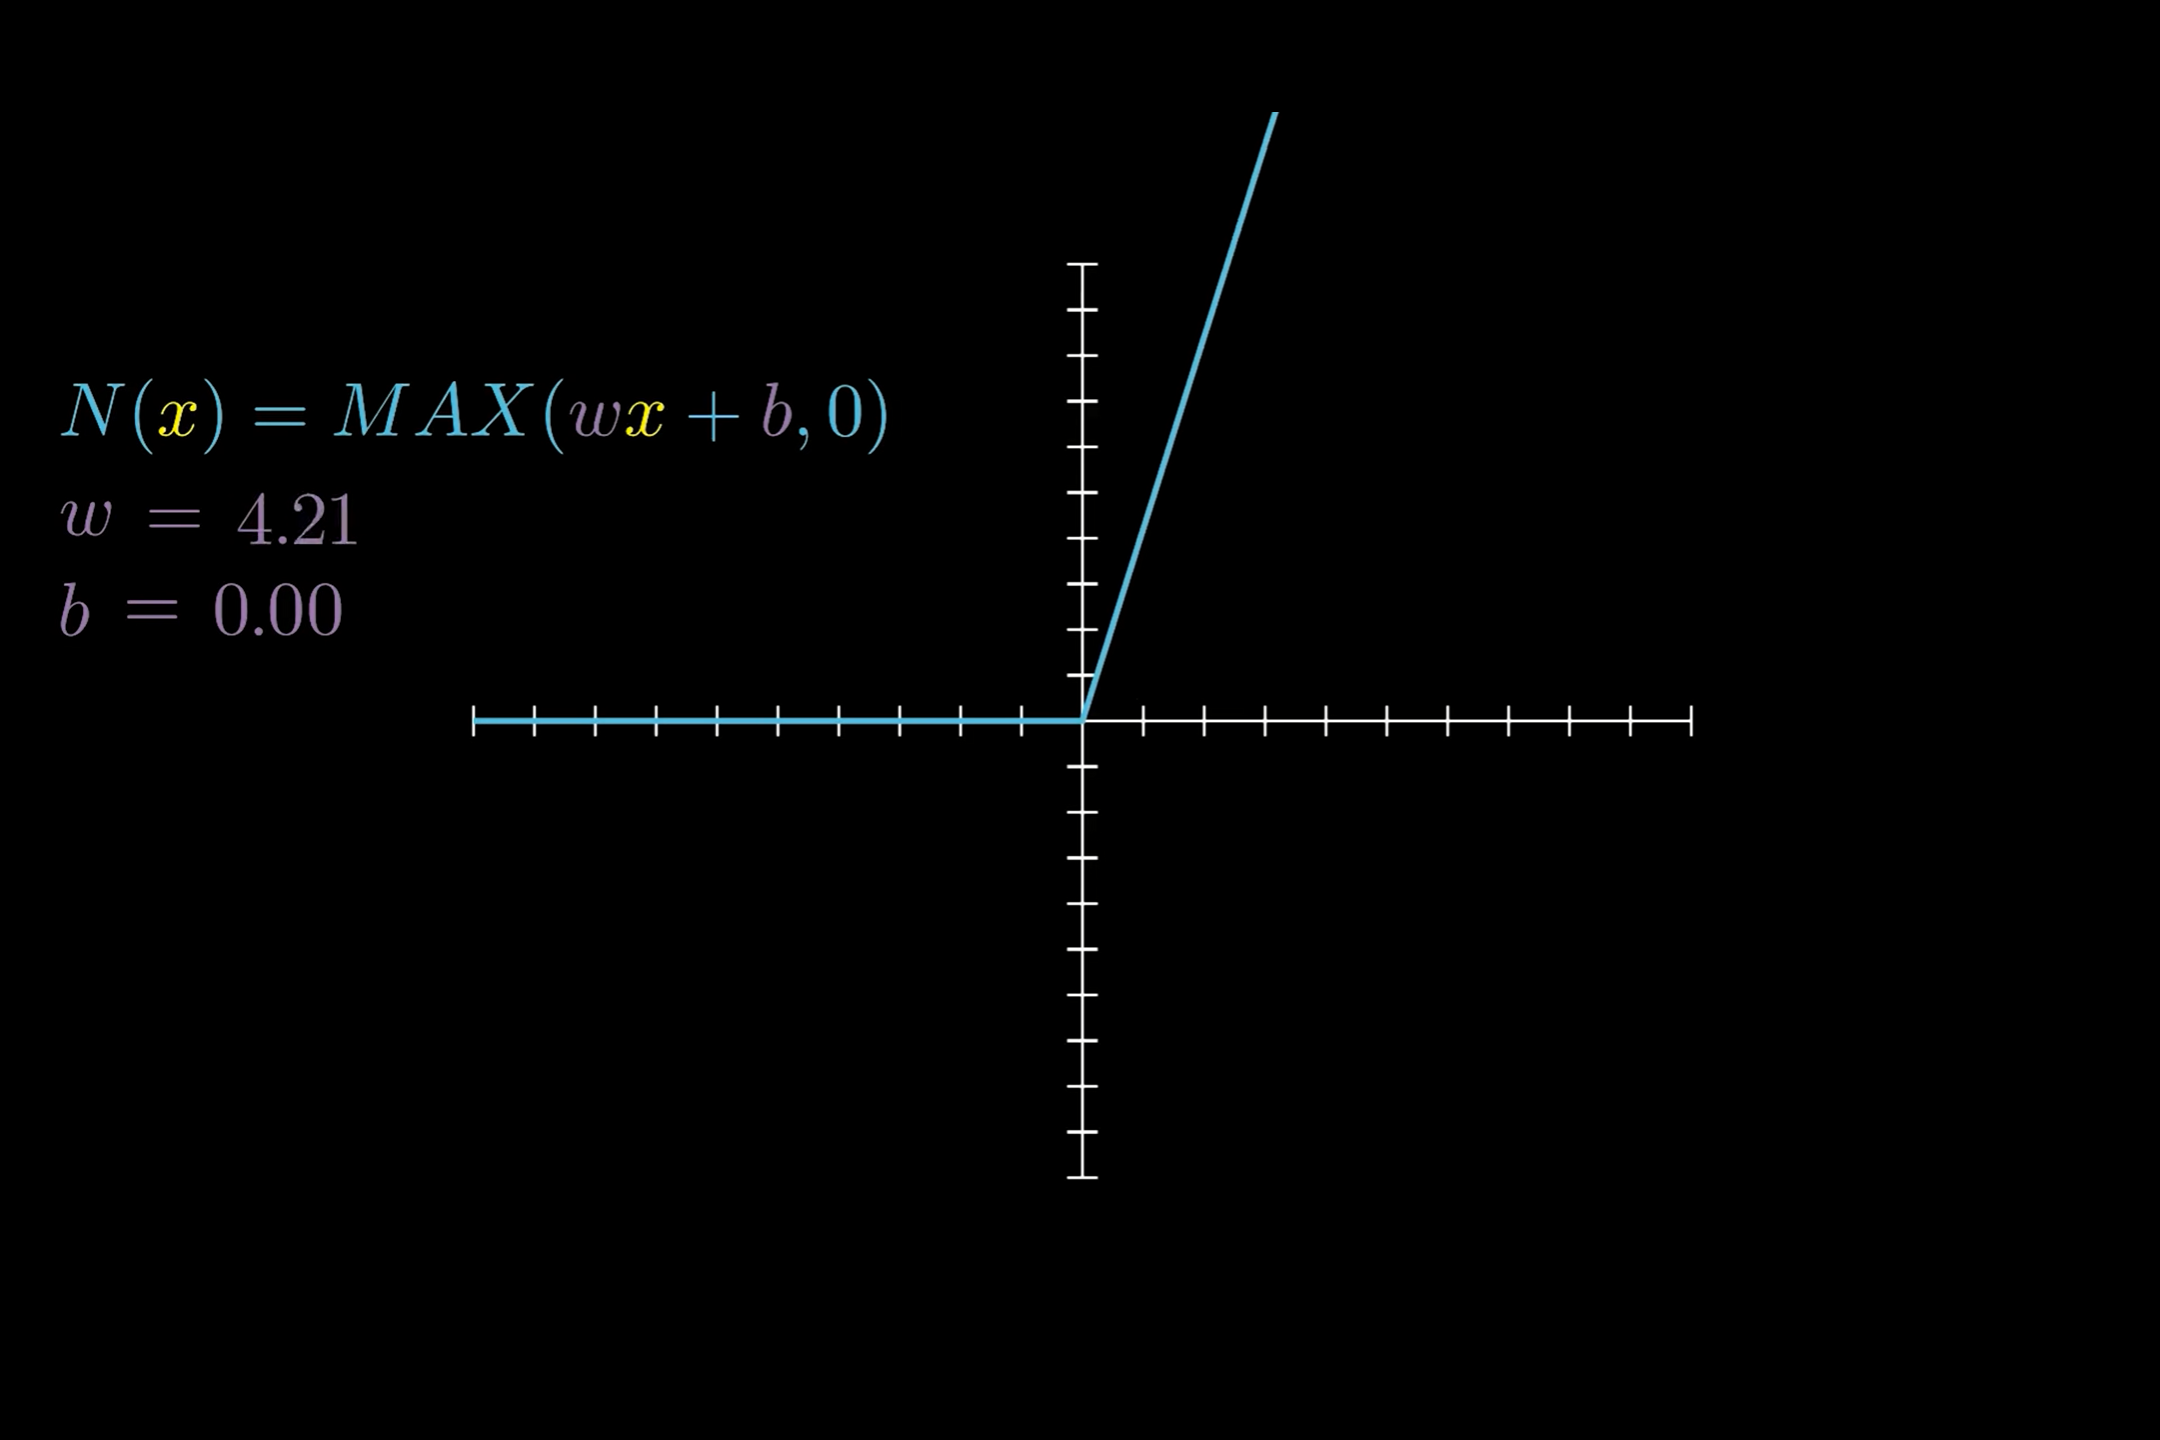 N(x) = MAX(wx + b, 0)
w = 4.21
b = 0.00